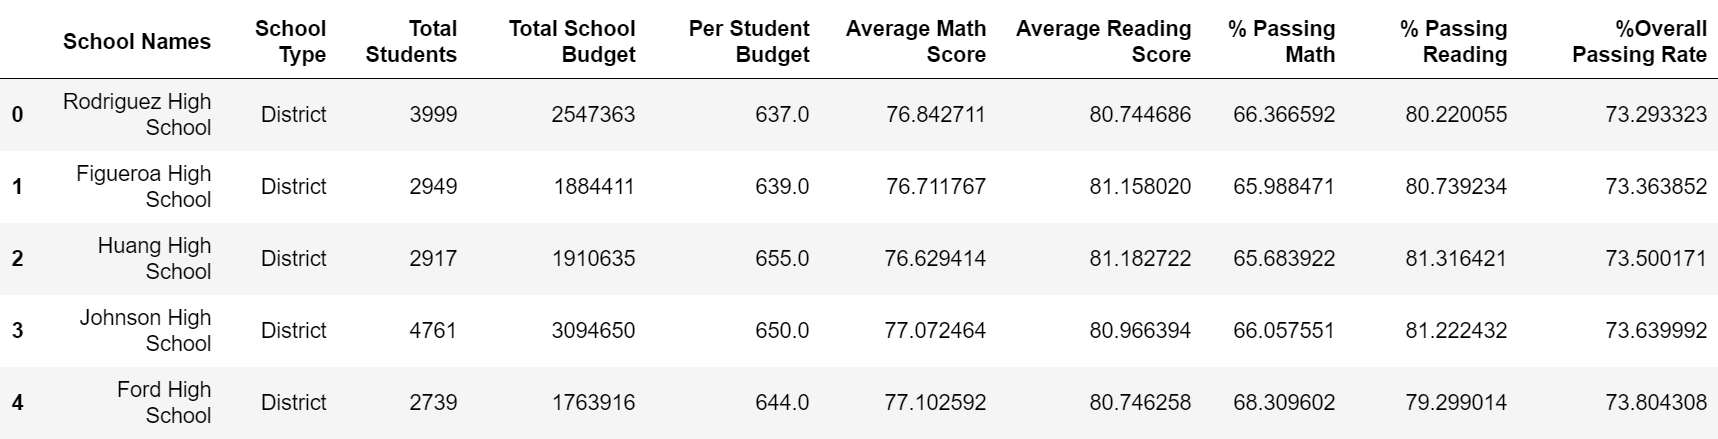 School Names School Type Total Students Total School Budget Per Student Budget Average Math Score Average Reading Score % Passing Math % Passing Reading %Overall Passing Rate
0 Rodriguez High School District 3999 2547363 637.0 76.842711 80.744686 66.366592 80.220055 73.293323
1 Figueroa High School District 2949 1884411 639.0 76.711767 81.158020 65.988471 80.739234 73.363852
2 Huang High School District 2917 1910635 655.0 76.629414 81.182722 65.683922 81.316421 73.500171
3 Johnson High School District 4761 3094650 650.0 77.072464 80.966394 66.057551 81.222432 73.639992
4 Ford High School District 2739 1763916 644.0 77.102592 80.746258 68.309602 79.299014 73.804308